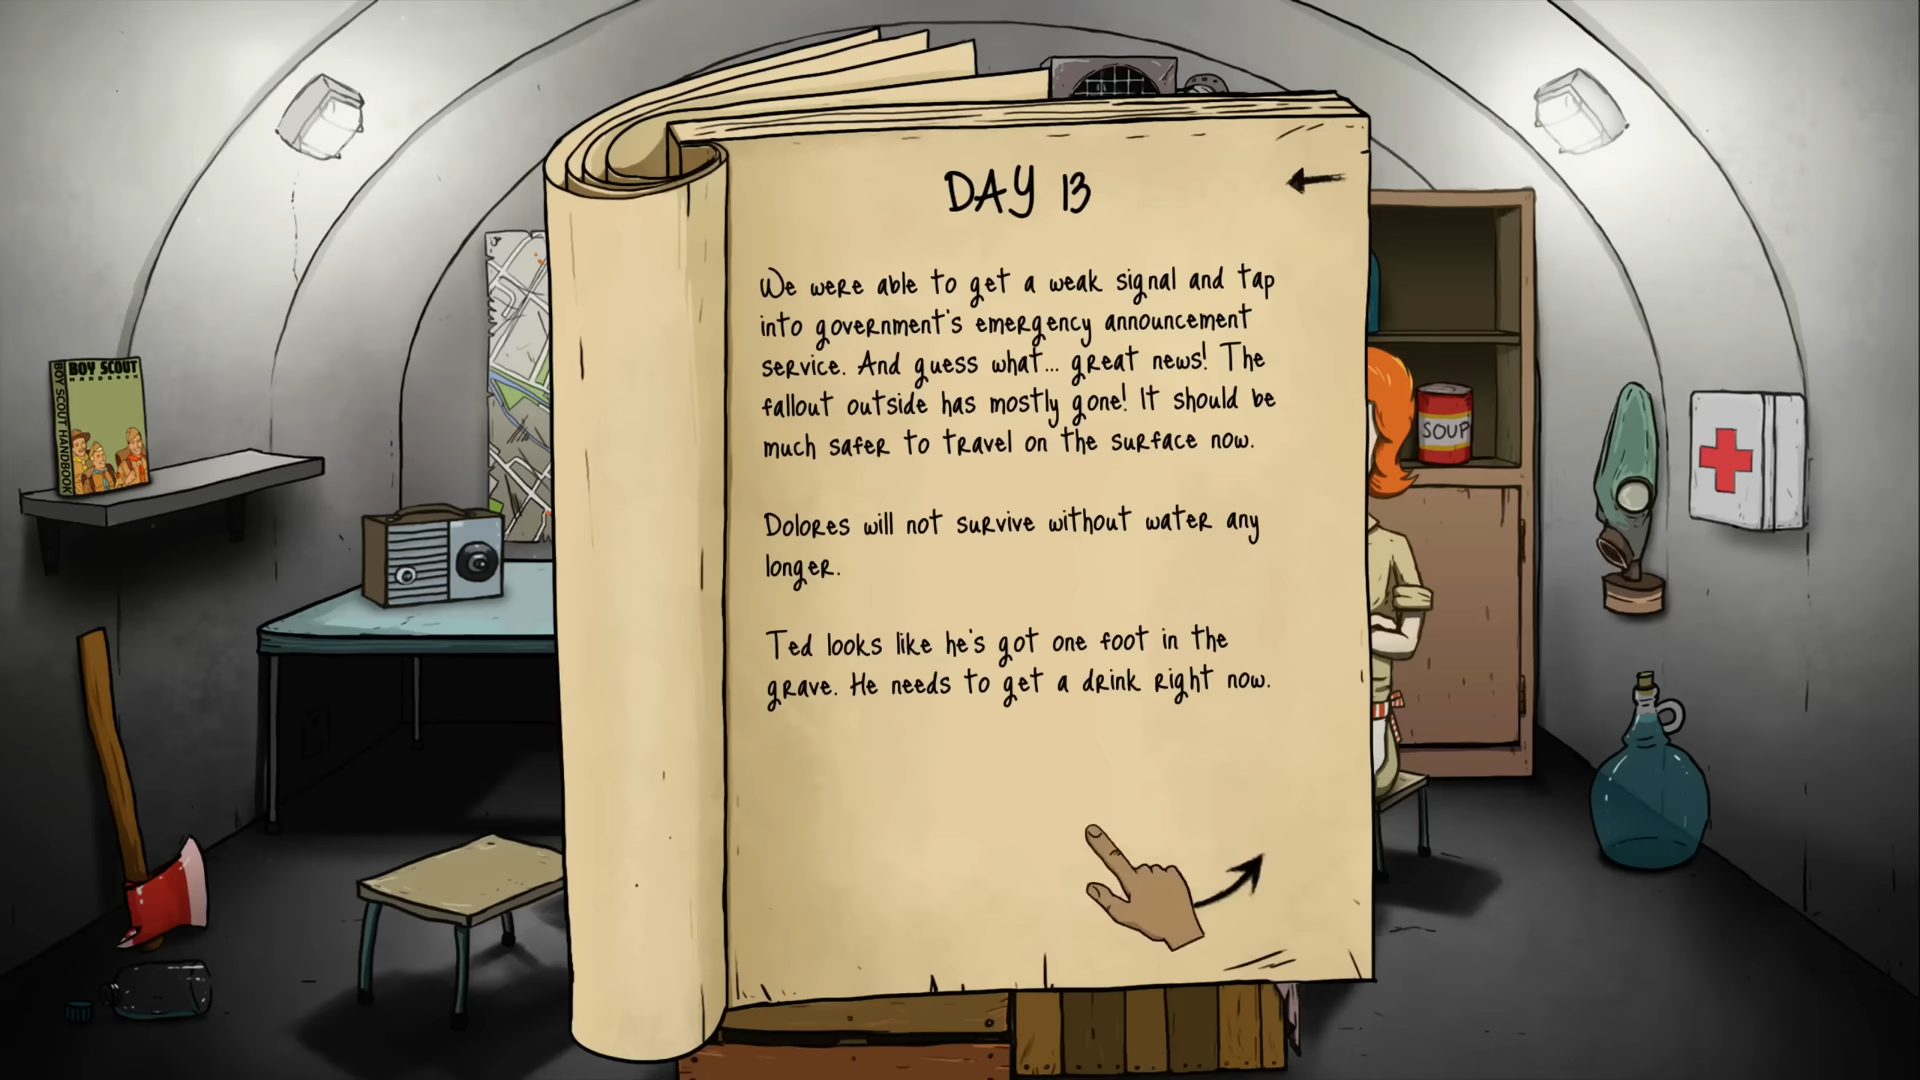 DAY 13
We were able to get a weak signal and tap
into government's emergency announcement
service. And guess what... great news! The
fallout outside has mostly gone! It should be
much safer to travel on the surface now.
Dolores will not survive without water any
longer.
Ted looks like he's got one foot in the
grave. He needs to get a drink right now.
BOY SCOUT
HANDBOOK
BOY SCOUT HANDBOOK
SOUP